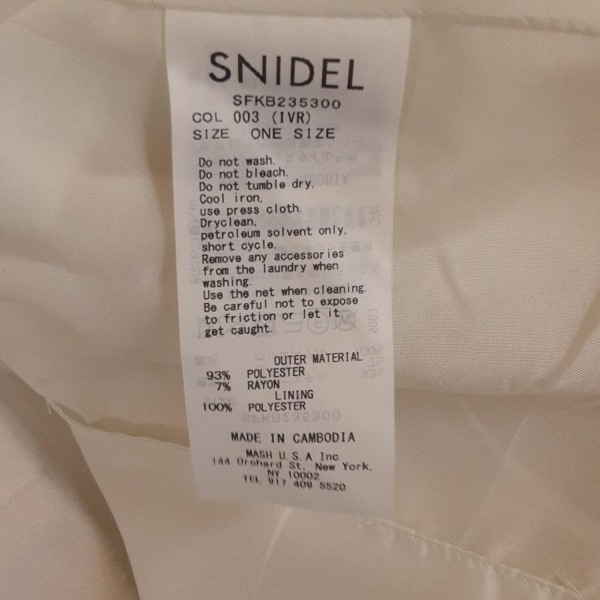 SNIDEL
SFKB235300
COL 003 (IVR)
SIZE ONE SIZE
Do not wash.
Do not bleach.
Do not tumble dry.
Cool iron,
use press cloth.
Dryclean,
petroleum solvent only,
short cycle.
Remove any accessories
from the laundry when
washing.
Use the net when cleaning.
Be careful not to expose
to friction or let it
get caught.
OUTER MATERIAL
93% POLYESTER
7% RAYON
LINING
100% POLYESTER
MADE IN CAMBODIA
MASH U.S.A Inc
144 Orchard St. New York.
NY 10002
TEL 917 409 5520